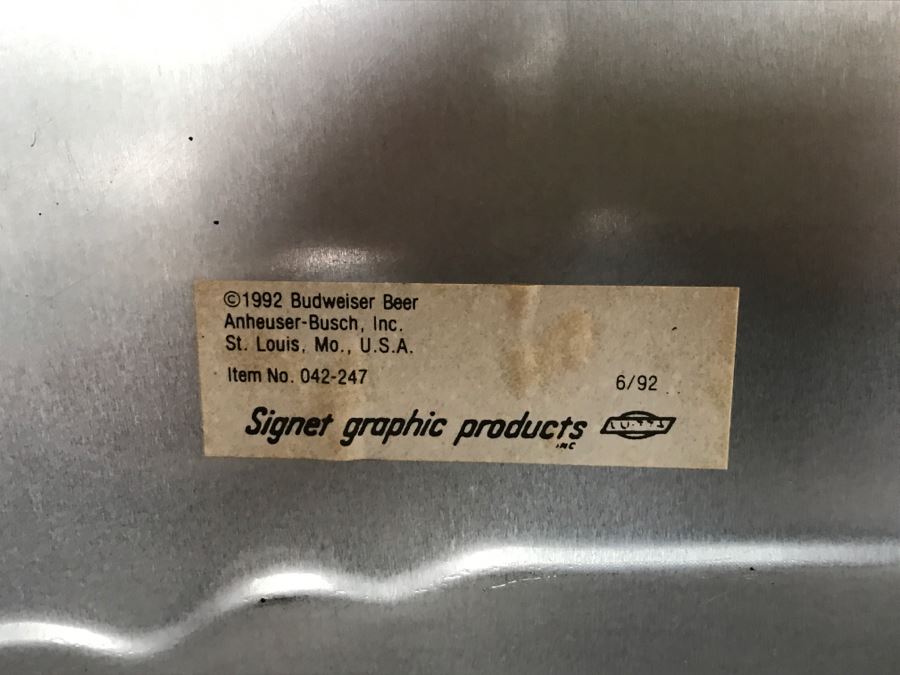 ©1992 Budweiser Beer
Anheuser-Busch, Inc.
St. Louis, Mo., U.S.A.
Item No. 042-247
6/92
Signet graphic products
INC